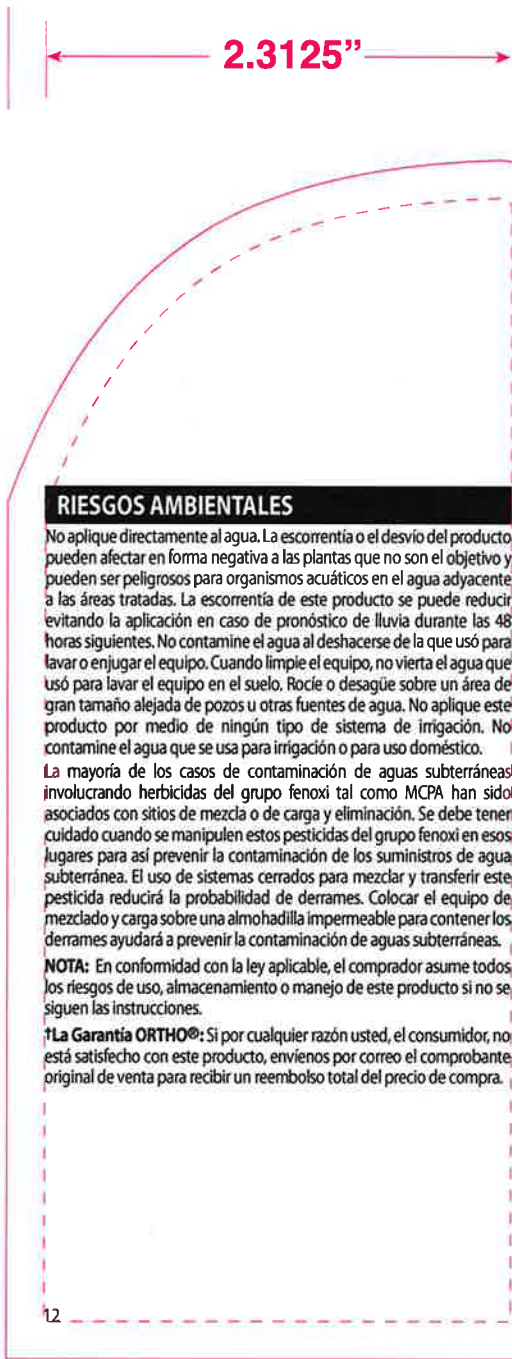 2.3125”
RIESGOS AMBIENTALES
No aplique directamente al agua. La escorrentía o el desvío del producto
pueden afectar en forma negativa a las plantas que no son el objetivo y
pueden ser peligrosos para organismos acuáticos en el agua adyacente
a las áreas tratadas. La escorrentía de este producto se puede reducir
evitando la aplicación en caso de pronóstico de lluvia durante las 48
horas siguientes. No contamine el agua al deshacerse de la que usó para
lavar o enjugar el equipo. Cuando limpie el equipo, no vierta el agua que
usó para lavar el equipo en el suelo. Rocíe o desagüe sobre un área de
gran tamaño alejada de pozos u otras fuentes de agua. No aplique este
producto por medio de ningún tipo de sistema de irrigación. No
contamine el agua que se usa para irrigación o para uso doméstico.
La mayoría de los casos de contaminación de aguas subterráneas
involucrando herbicidas del grupo fenoxi tal como MCPA han sido
asociados con sitios de mezcla o de carga y eliminación. Se debe tener
cuidado cuando se manipulen estos pesticidas del grupo fenoxi en esos
lugares para así prevenir la contaminación de los suministros de agua
subterránea. El uso de sistemas cerrados para mezclar y transferir este
pesticida reducirá la probabilidad de derrames. Colocar el equipo de
mezclado y carga sobre una almohadilla impermeable para contener los
derrames ayudará a prevenir la contaminación de aguas subterráneas.
NOTA: En conformidad con la ley aplicable, el comprador asume todos
los riesgos de uso, almacenamiento o manejo de este producto si no se
siguen las instrucciones.
†La Garantía ORTHO®: Si por cualquier razón usted, el consumidor, no
está satisfecho con este producto, envíenos por correo el comprobante
original de venta para recibir un reembolso total del precio de compra.
12